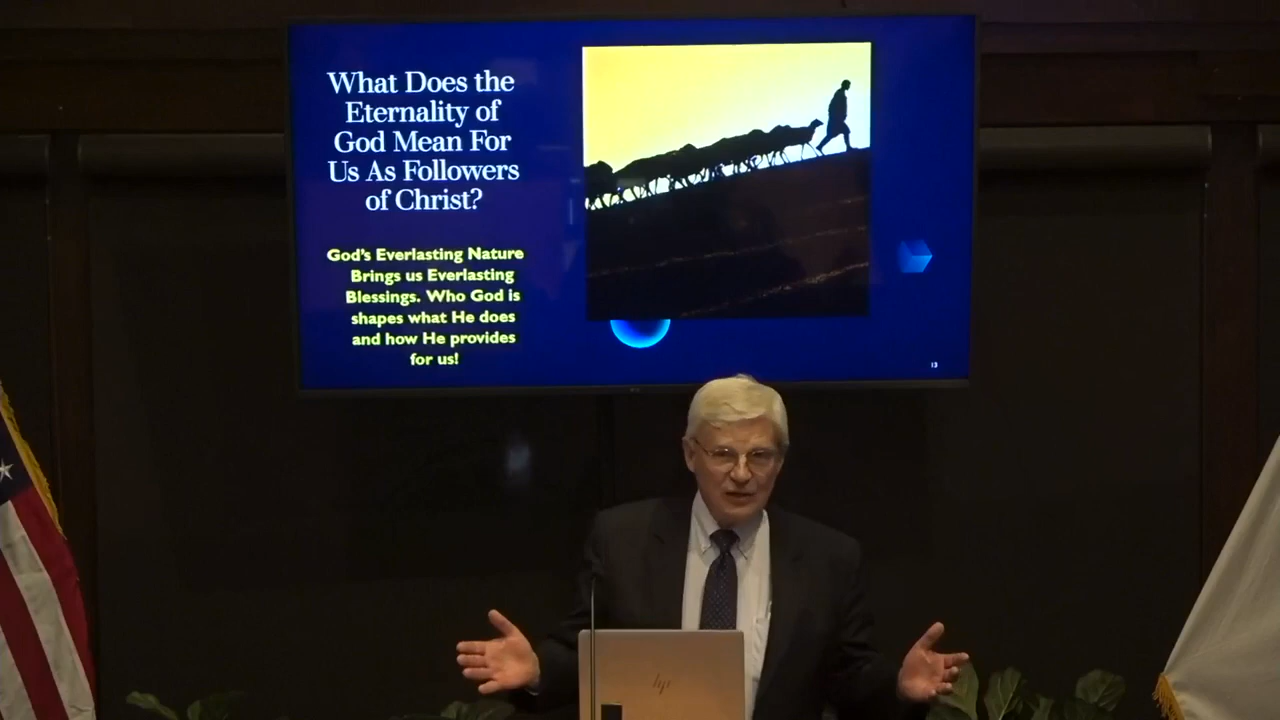 What Does the
Eternality of
God Mean For
Us As Followers
of Christ?
God's Everlasting Nature
Brings us Everlasting
Blessings. Who God is
shapes what He does
and how He provides
for us!
13
hp